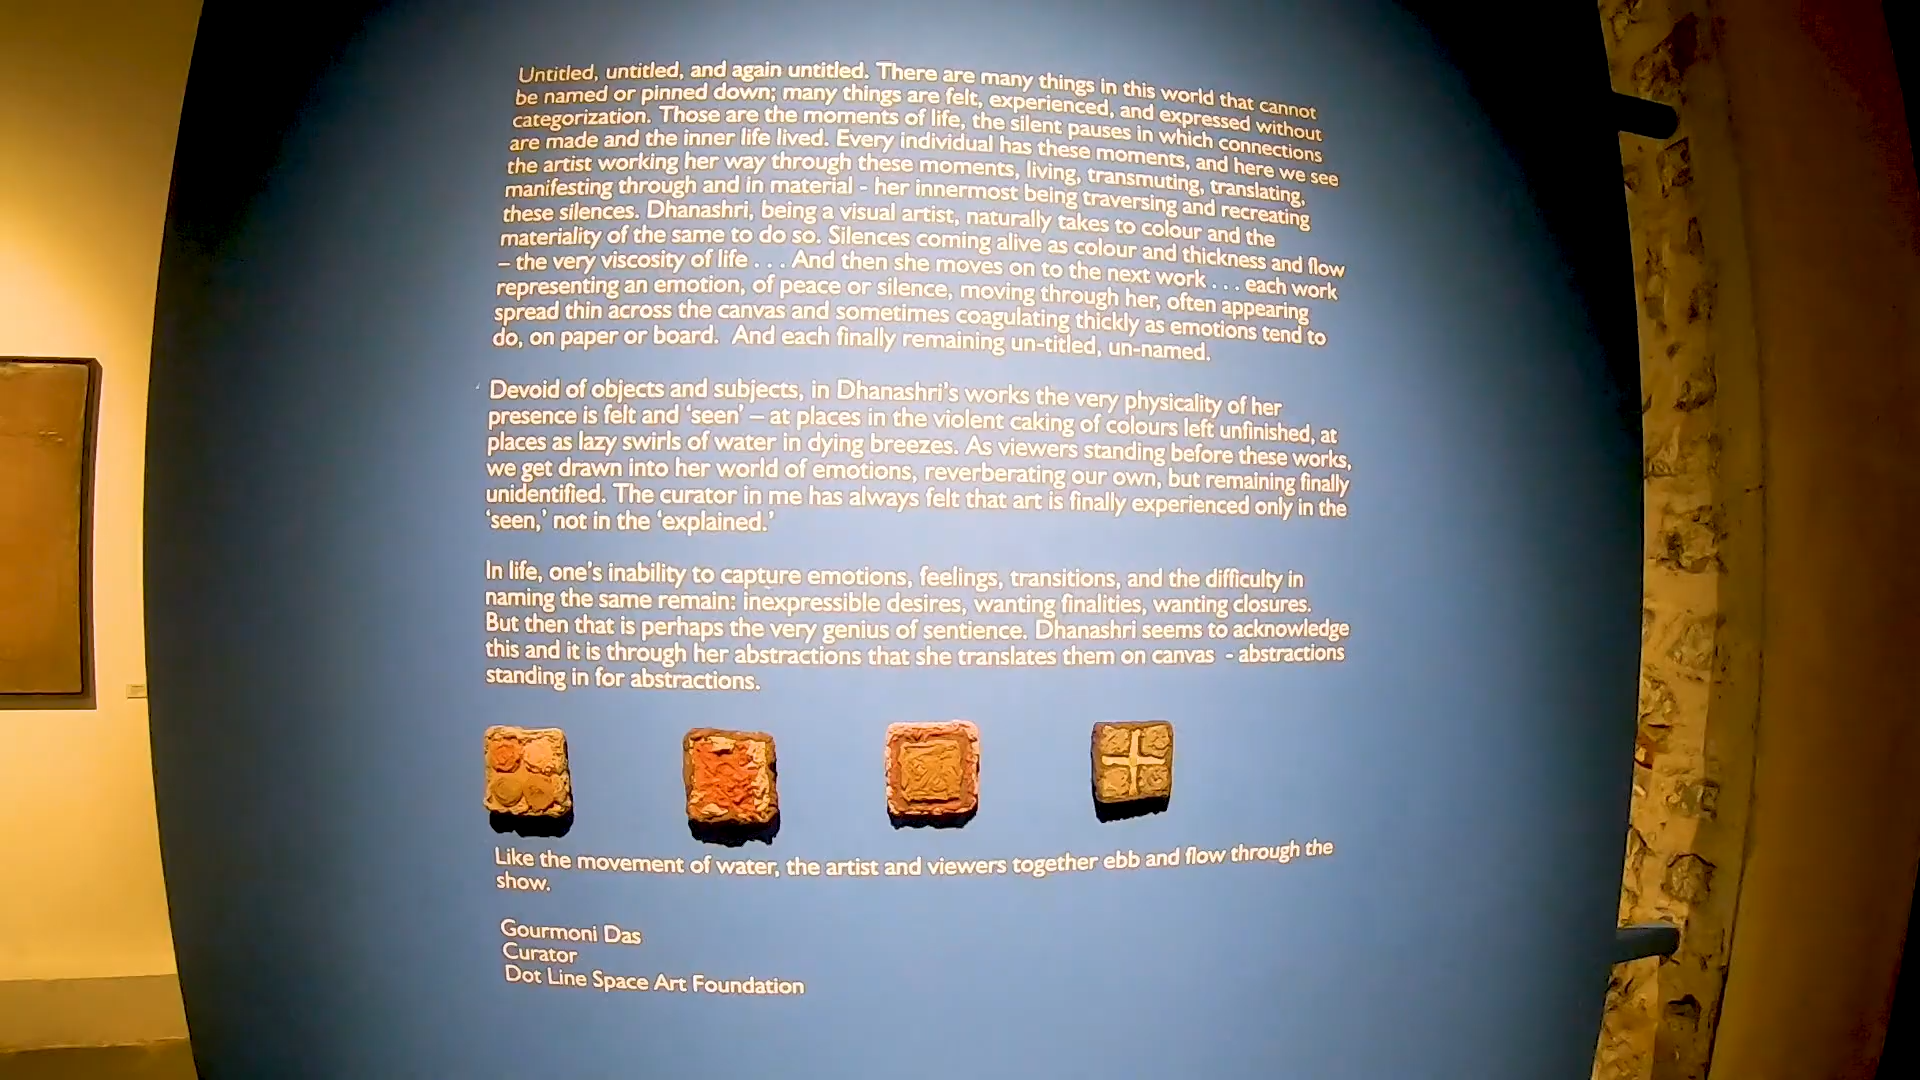 Untitled, untitled, and again untitled. There are many things in this world that cannot
be named or pinned down; many things are felt, experienced, and expressed without
categorization. Those are the moments of life, the silent pauses in which connections
are made and the inner life lived. Every individual has these moments, and here we see
the artist working her way through these moments, living, transmuting, translating,
manifesting through and in material - her innermost being traversing and recreating
these silences. Dhanashri, being a visual artist, naturally takes to colour and the
materiality of the same to do so. Silences coming alive as colour and thickness and flow
– the very viscosity of life . . . And then she moves on to the next work . . . each work
representing an emotion, of peace or silence, moving through her, often appearing
spread thin across the canvas and sometimes coagulating thickly as emotions tend to
do, on paper or board. And each finally remaining un-titled, un-named.
Devoid of objects and subjects, in Dhanashri's works the very physicality of her
presence is felt and ‘seen’ – at places in the violent caking of colours left unfinished, at
places as lazy swirls of water in dying breezes. As viewers standing before these works,
we get drawn into her world of emotions, reverberating our own, but remaining finally
unidentified. The curator in me has always felt that art is finally experienced only in the
‘seen,’ not in the ‘explained.’
In life, one's inability to capture emotions, feelings, transitions, and the difficulty in
naming the same remain: inexpressible desires, wanting finalities, wanting closures.
But then that is perhaps the very genius of sentience. Dhanashri seems to acknowledge
this and it is through her abstractions that she translates them on canvas - abstractions
standing in for abstractions.
Like the movement of water, the artist and viewers together ebb and flow through the
show.
Gourmoni Das
Curator
Dot Line Space Art Foundation